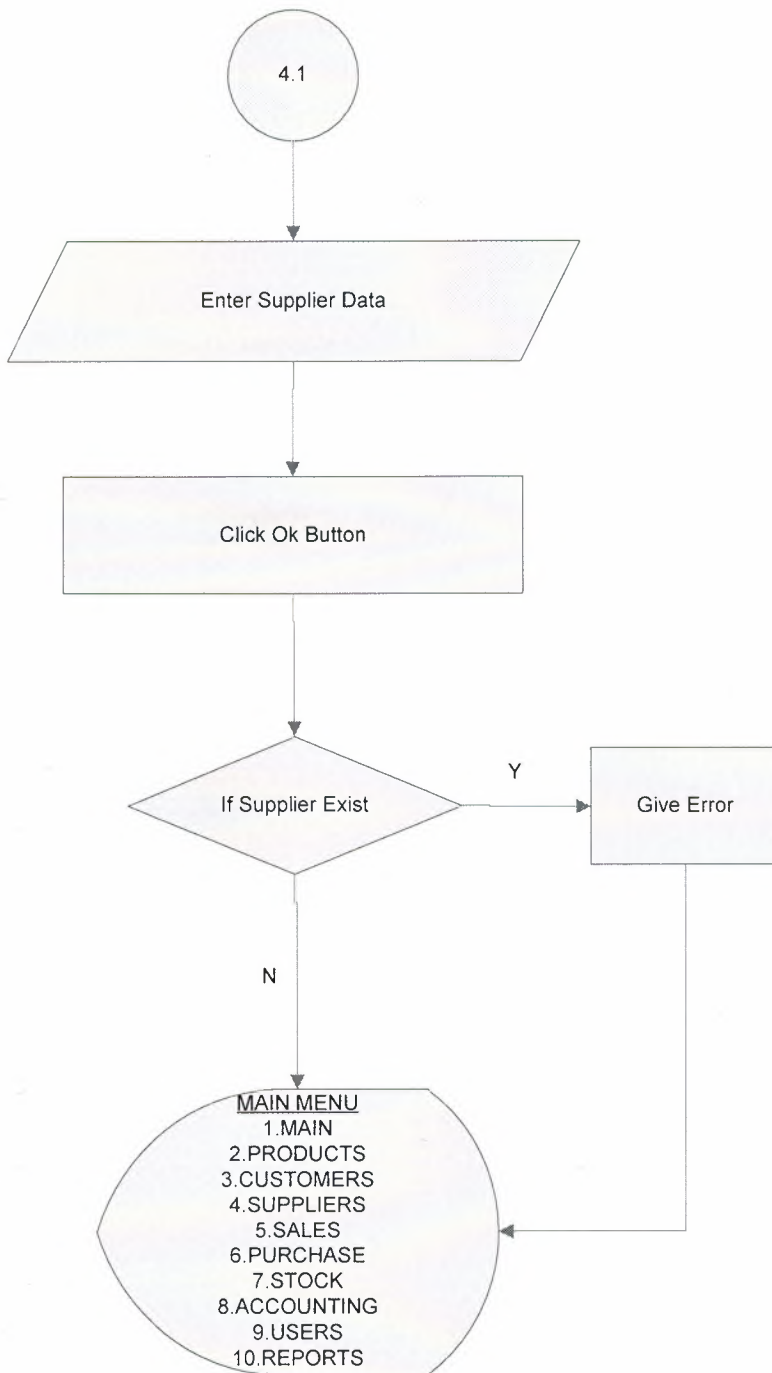 4.1
Enter Supplier Data
Click Ok Button
If Supplier Exist
Y
Give Error
N
MAIN MENU
1.MAIN
2.PRODUCTS
3.CUSTOMERS
4.SUPPLIERS
5.SALES
6.PURCHASE
7.STOCK
8.ACCOUNTING
9.USERS
10.REPORTS